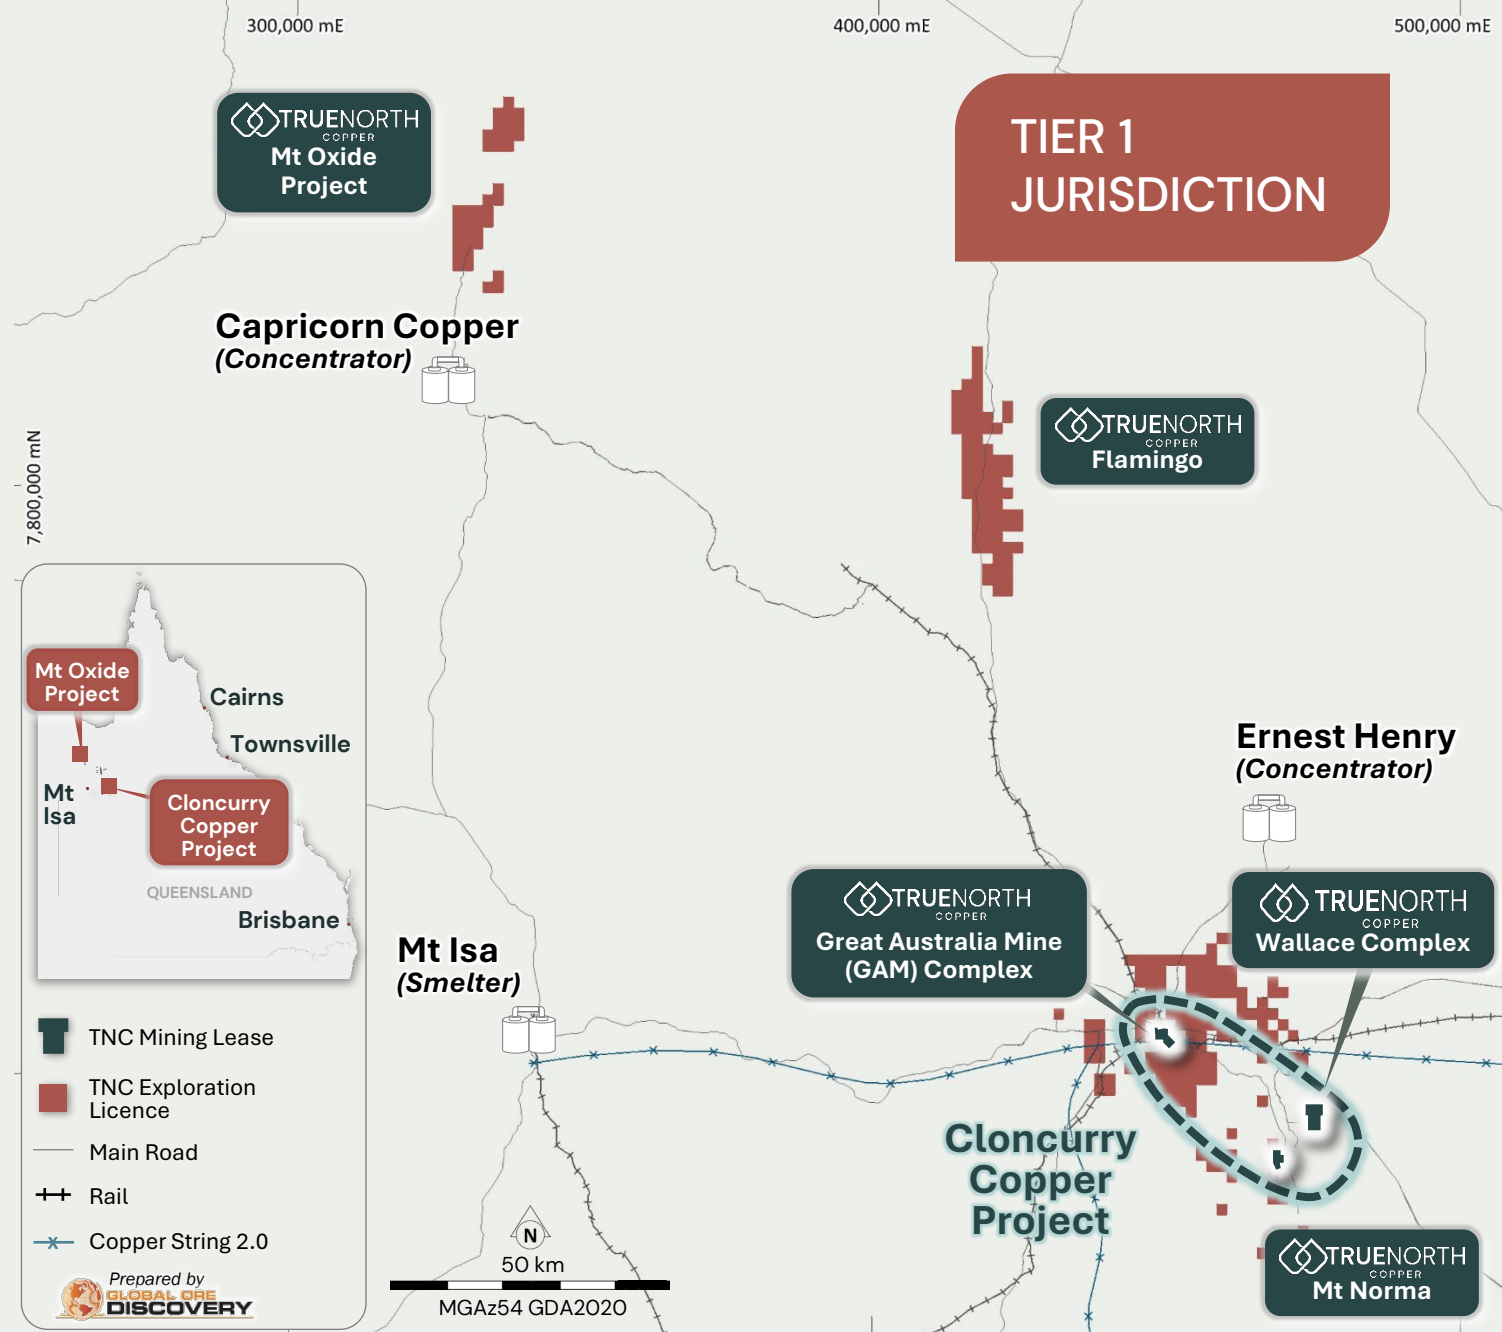 300,000 mE
400,000 mE
500,000 mE
TRUENORTH
COPPER
Mt Oxide
Project
TIER 1
JURISDICTION
Capricorn Copper
(Concentrator)
TRUENORTH
COPPER
Flamingo
7,800,000 mN
Mt Oxide
Project
Cairns
Townsville
Mt
Isa
Cloncurry
Copper
Project
QUEENSLAND
Brisbane
Ernest Henry
(Concentrator)
TRUENORTH
COPPER
Great Australia Mine
(GAM) Complex
TRUENORTH
COPPER
Wallace Complex
Mt Isa
(Smelter)
TNC Mining Lease
TNC Exploration
Licence
Main Road
Rail
Copper String 2.0
Prepared by
GLOBAL ORE
DISCOVERY
Cloncurry
Copper
Project
N
50 km
MGAz54 GDA2020
TRUENORTH
COPPER
Mt Norma